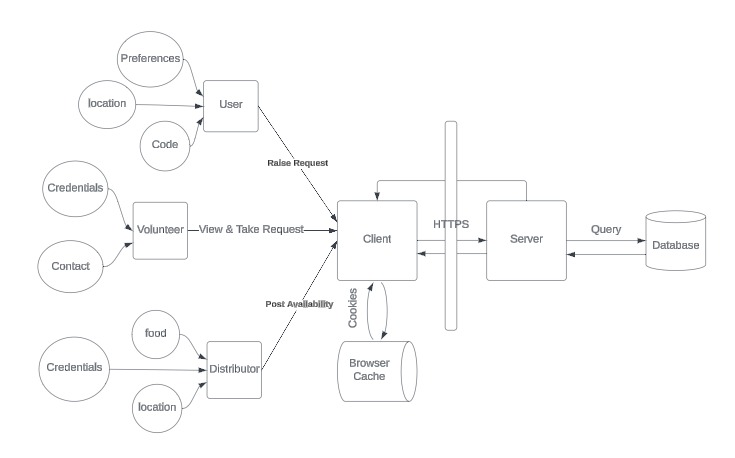 Preferences
location
User
Code
Raise Request
Credentials
Volunteer
View & Take Request
Contact
Client
HTTPS
Server
Query
Database
Post Availability
Cookies
food
Credentials
Distributor
location
Browser
Cache